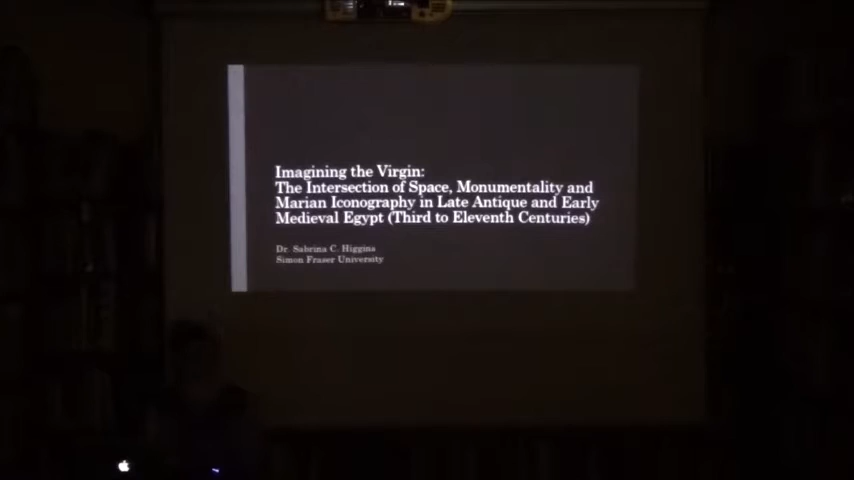 Imagining the Virgin:
The Intersection of Space, Monumentality and
Marian Iconography in Late Antique and Early
Medieval Egypt (Third to Eleventh Centuries)
Dr. Sabrina C. Higgins
Simon Fraser University